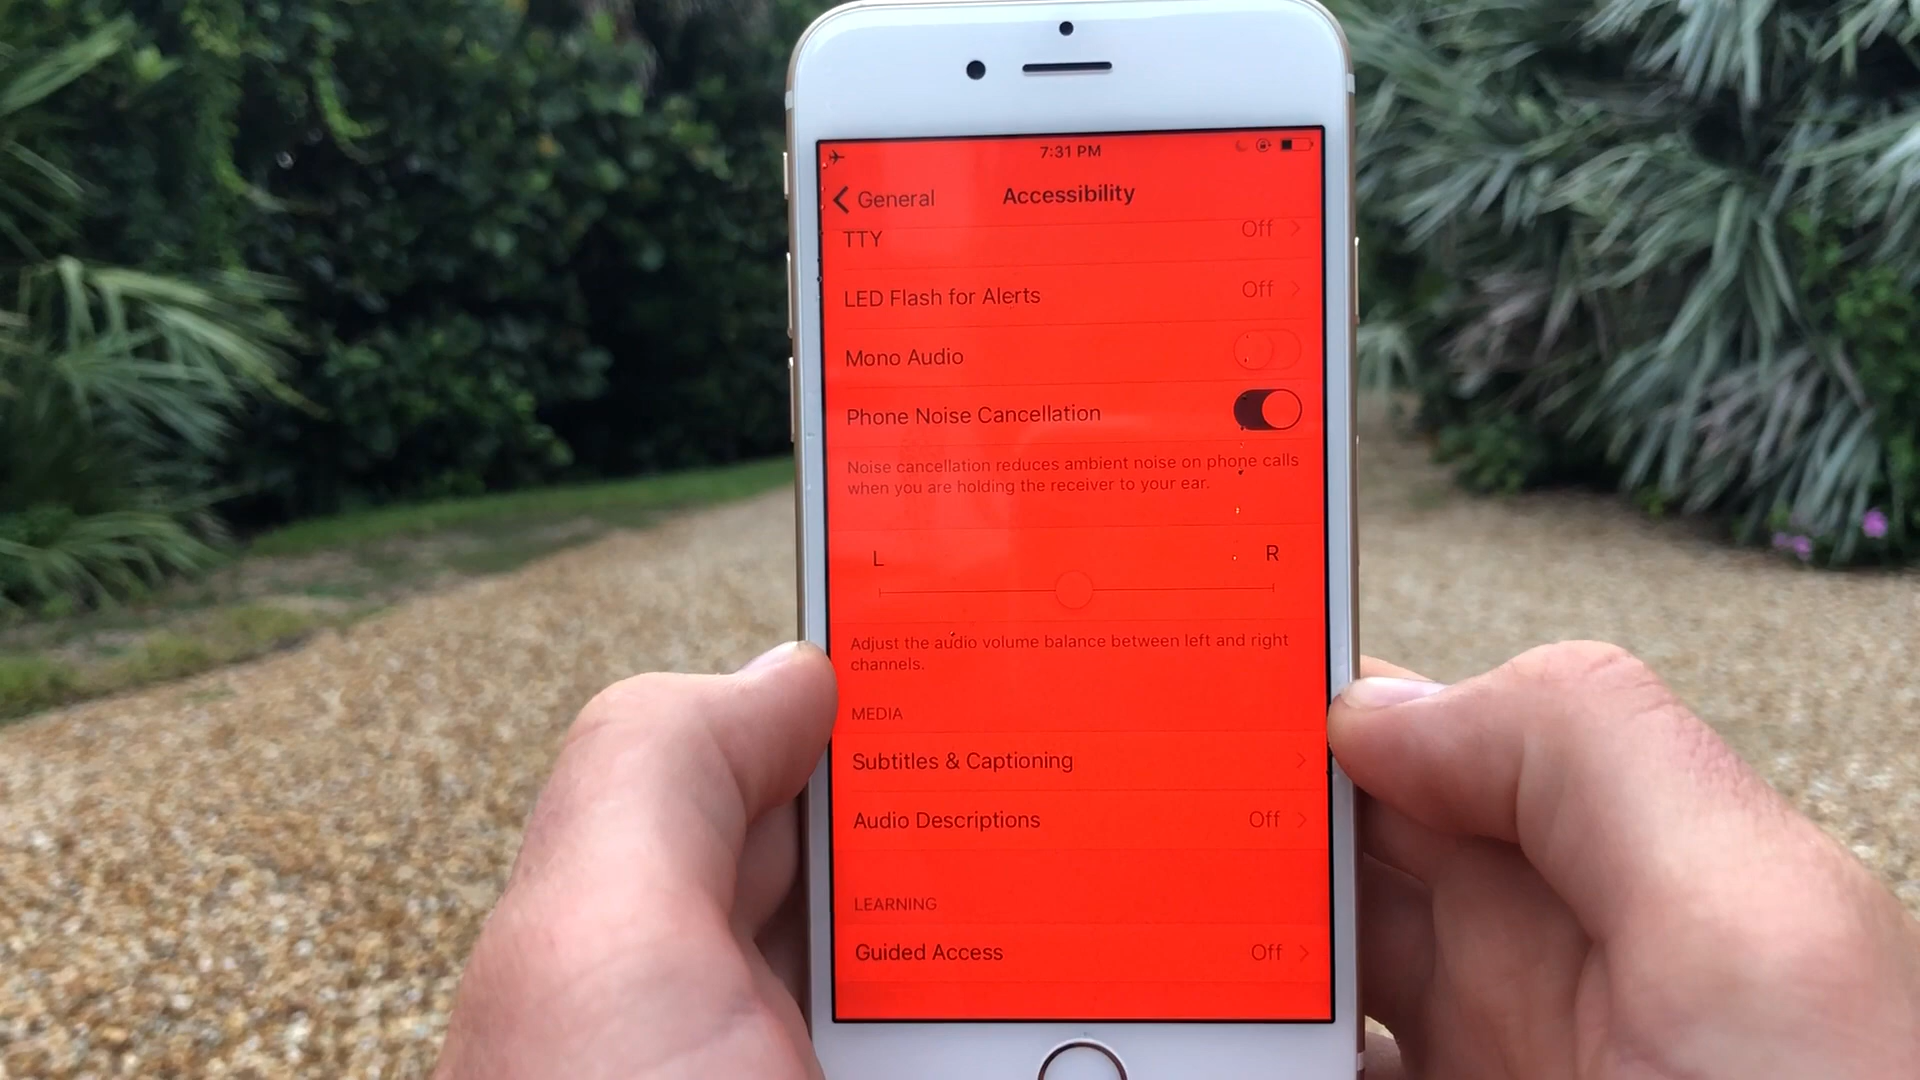 7:31 PM
General Accessibility
TTY Off
LED Flash for Alerts Off
Mono Audio
Phone Noise Cancellation
Noise cancellation reduces ambient noise on phone calls
when you are holding the receiver to your ear.
L R
Adjust the audio volume balance between left and right
channels.
MEDIA
Subtitles & Captioning
Audio Descriptions Off
LEARNING
Guided Access Off